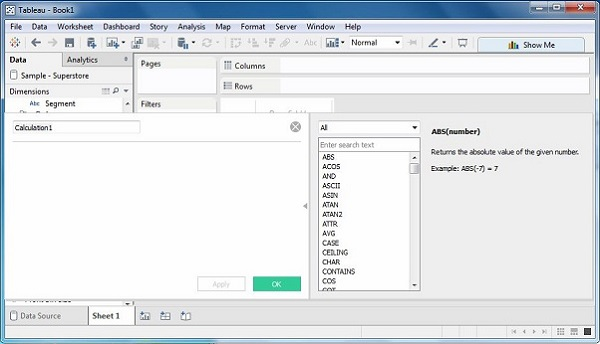 Tableau - Book1
File Data Worksheet Dashboard Story Analysis Map Format Server Window Help
Abc Normal Show Me
Data Analytics
Sample - Superstore
Dimensions
Abc Segment
Pages
Filters
Columns
Rows
Calculation1
All
Enter search text
ABS
ACOS
AND
ASCII
ASIN
ATAN
ATAN2
ATTR
AVG
CASE
CEILING
CHAR
CONTAINS
COS
COT
ABS(number)
Returns the absolute value of the given number.
Example: ABS(-7) = 7
Apply OK
Data Source Sheet 1